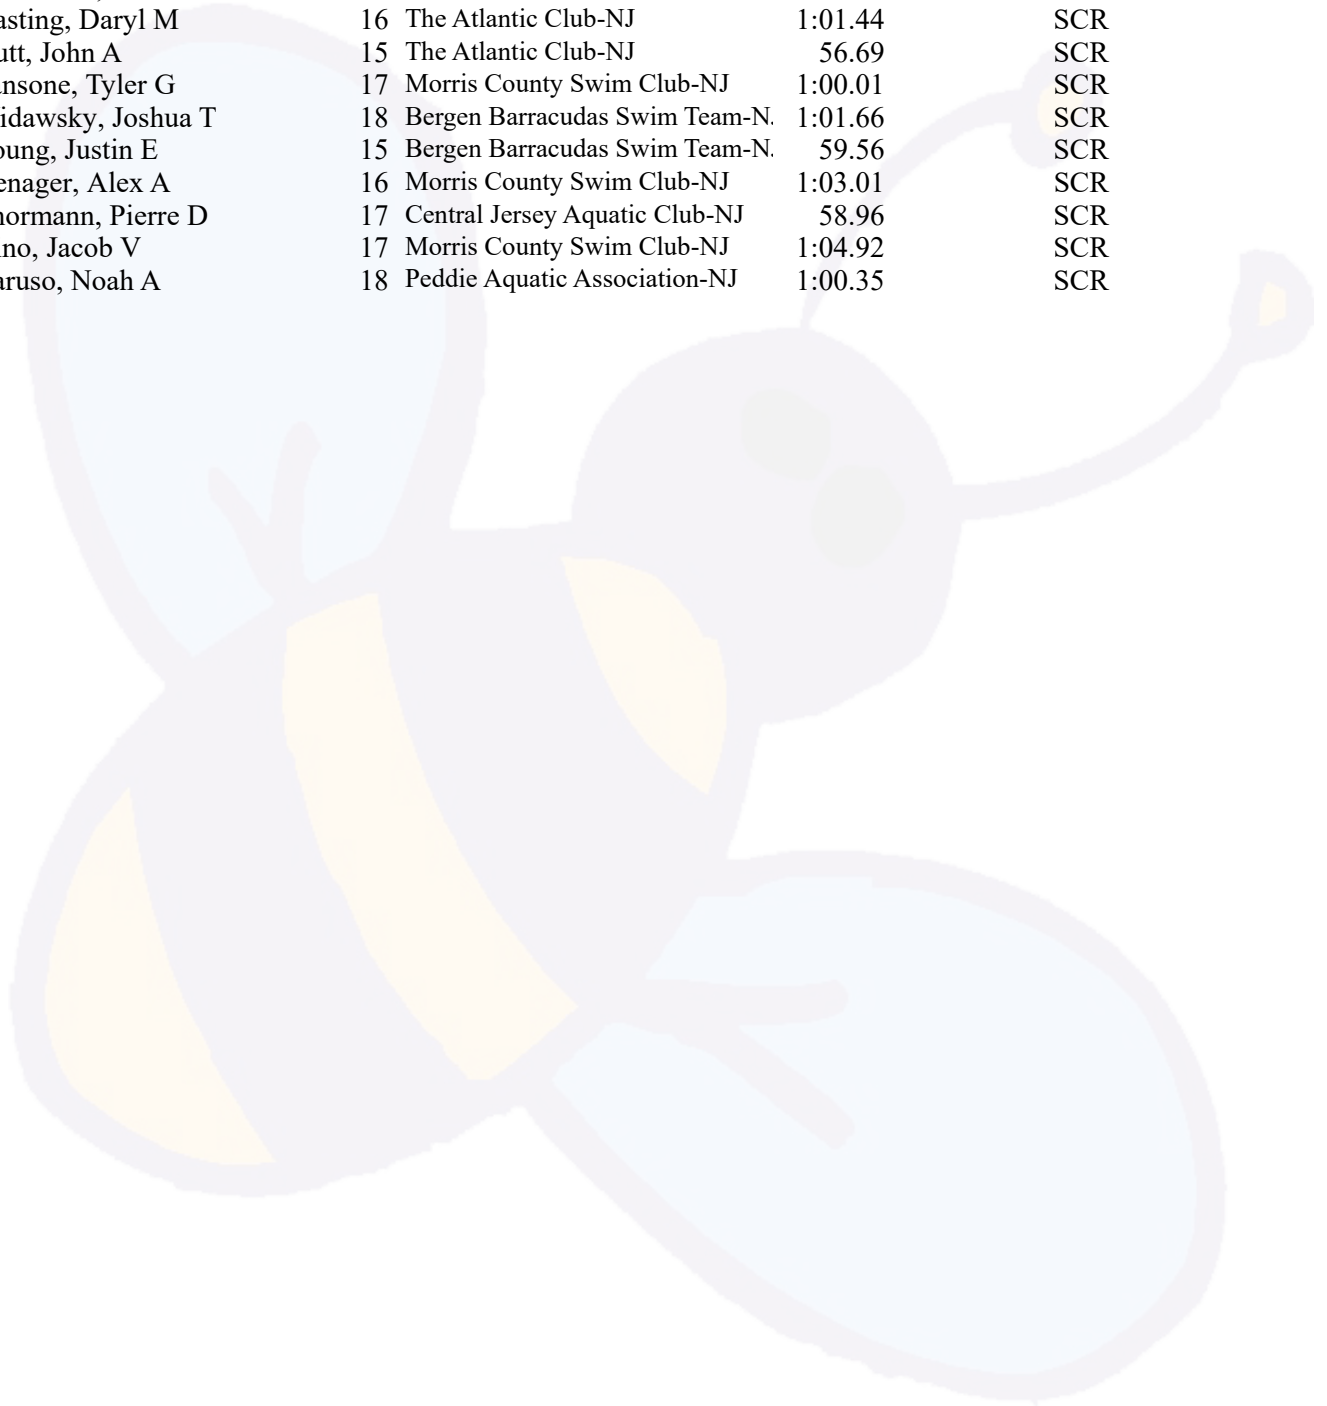 asting, Daryl M 16 The Atlantic Club-NJ 1:01.44 SCR
utt, John A 15 The Atlantic Club-NJ 56.69 SCR
nsone, Tyler G 17 Morris County Swim Club-NJ 1:00.01 SCR
idawsky, Joshua T 18 Bergen Barracudas Swim Team-N. 1:01.66 SCR
oung, Justin E 15 Bergen Barracudas Swim Team-N. 59.56 SCR
enager, Alex A 16 Morris County Swim Club-NJ 1:03.01 SCR
hormann, Pierre D 17 Central Jersey Aquatic Club-NJ 58.96 SCR
no, Jacob V 17 Morris County Swim Club-NJ 1:04.92 SCR
aruso, Noah A 18 Peddie Aquatic Association-NJ 1:00.35 SCR